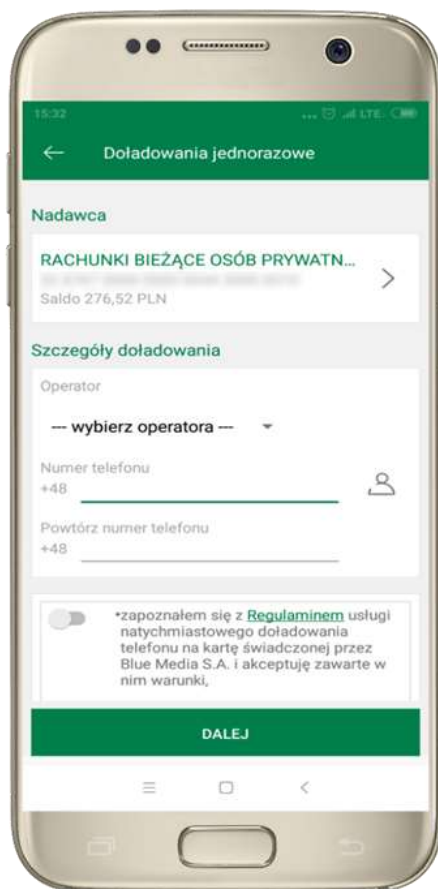 15:32
... LTE
Doładowania jednorazowe
Nadawca
RACHUNKI BIEŻĄCE OSÓB PRYWATN...
Saldo 276,52 PLN
Szczegóły doładowania
Operator
--- wybierz operatora ---
Numer telefonu
+48
Powtórz numer telefonu
+48
*zapoznałem się z Regulaminem usługi
natychmiastowego doładowania
telefonu na kartę świadczonej przez
Blue Media S.A. i akceptuję zawarte w
nim warunki,
DALEJ